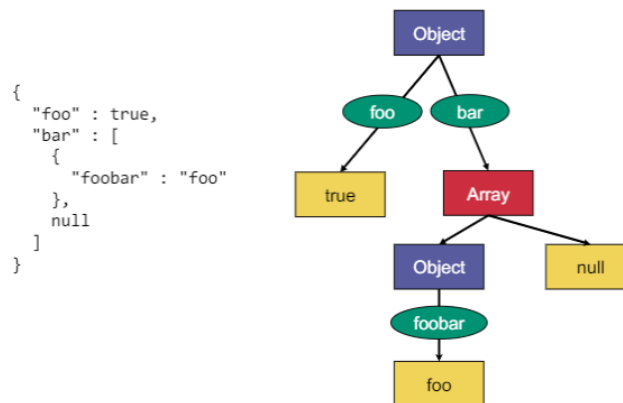 {
  "foo" : true,
  "bar" : [
    {
      "foobar" : "foo"
    },
    null
  ]
}
Object
foo
bar
true
Array
Object
null
foobar
foo